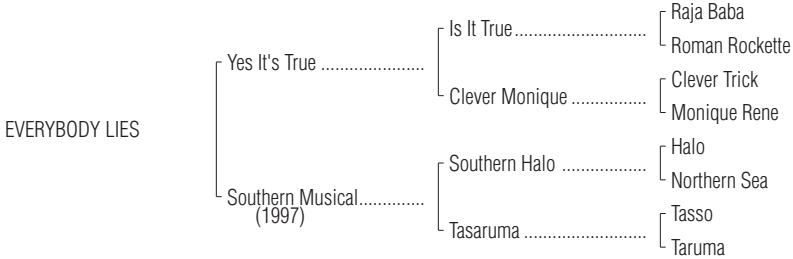 Raja Baba
Is It True
Roman Rockette
Yes It's True
Clever Trick
Clever Monique
Monique Rene
EVERYBODY LIES
Halo
Southern Halo
Northern Sea
Southern Musical
(1997)
Tasso
Tasaruma
Taruma